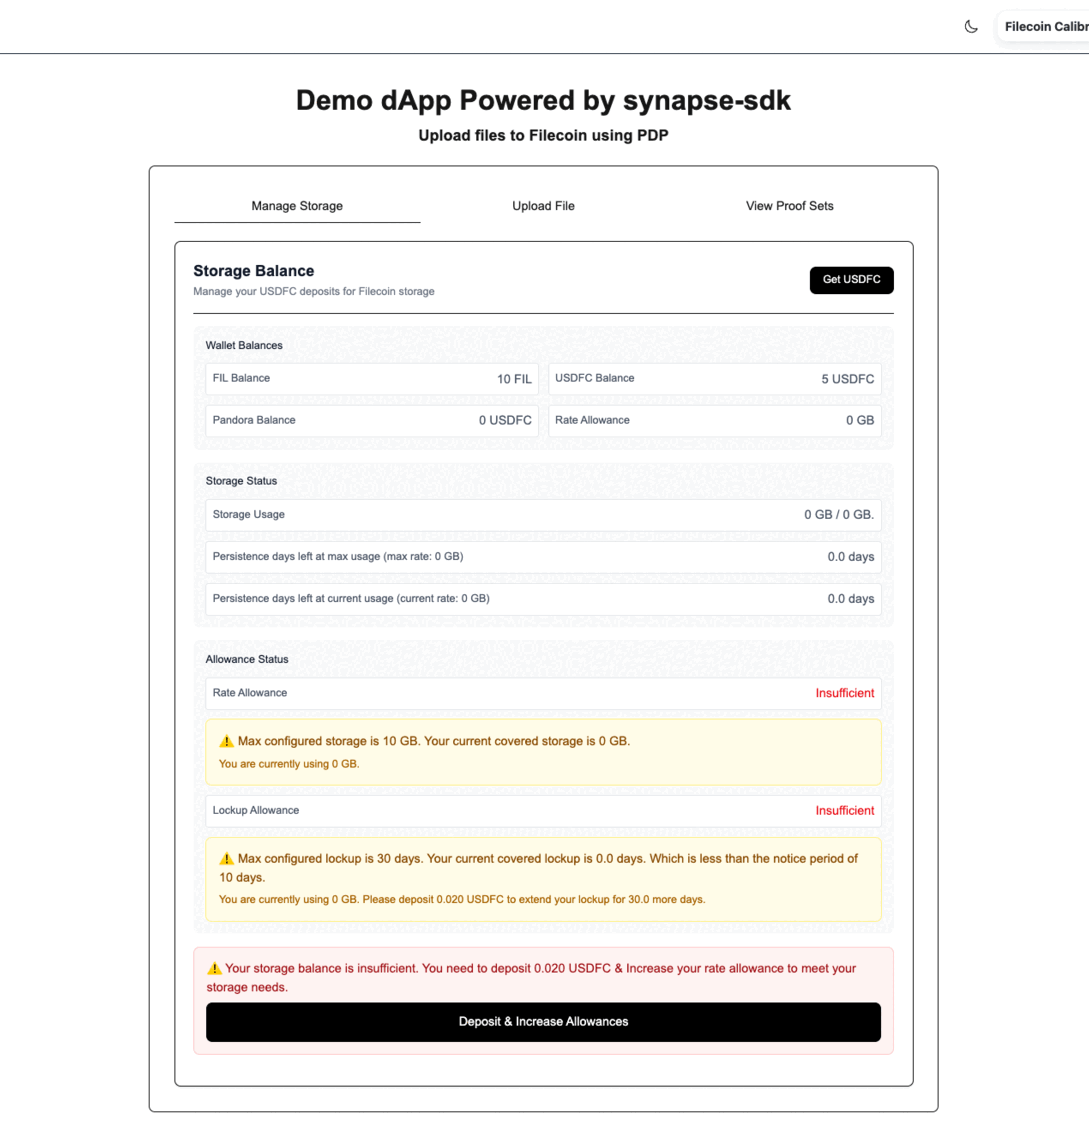 Filecoin Calibr
Demo dApp Powered by synapse-sdk
Upload files to Filecoin using PDP
Manage Storage
Upload File
View Proof Sets
Storage Balance
Manage your USDFC deposits for Filecoin storage
Get USDFC
Wallet Balances
FIL Balance 10 FIL
USDFC Balance 5 USDFC
Pandora Balance 0 USDFC
Rate Allowance 0 GB
Storage Status
Storage Usage 0 GB / 0 GB.
Persistence days left at max usage (max rate: 0 GB) 0.0 days
Persistence days left at current usage (current rate: 0 GB) 0.0 days
Allowance Status
Rate Allowance Insufficient
⚠️ Max configured storage is 10 GB. Your current covered storage is 0 GB.
You are currently using 0 GB.
Lockup Allowance Insufficient
⚠️ Max configured lockup is 30 days. Your current covered lockup is 0.0 days. Which is less than the notice period of
10 days.
You are currently using 0 GB. Please deposit 0.020 USDFC to extend your lockup for 30.0 more days.
⚠️ Your storage balance is insufficient. You need to deposit 0.020 USDFC & Increase your rate allowance to meet your
storage needs.
Deposit & Increase Allowances